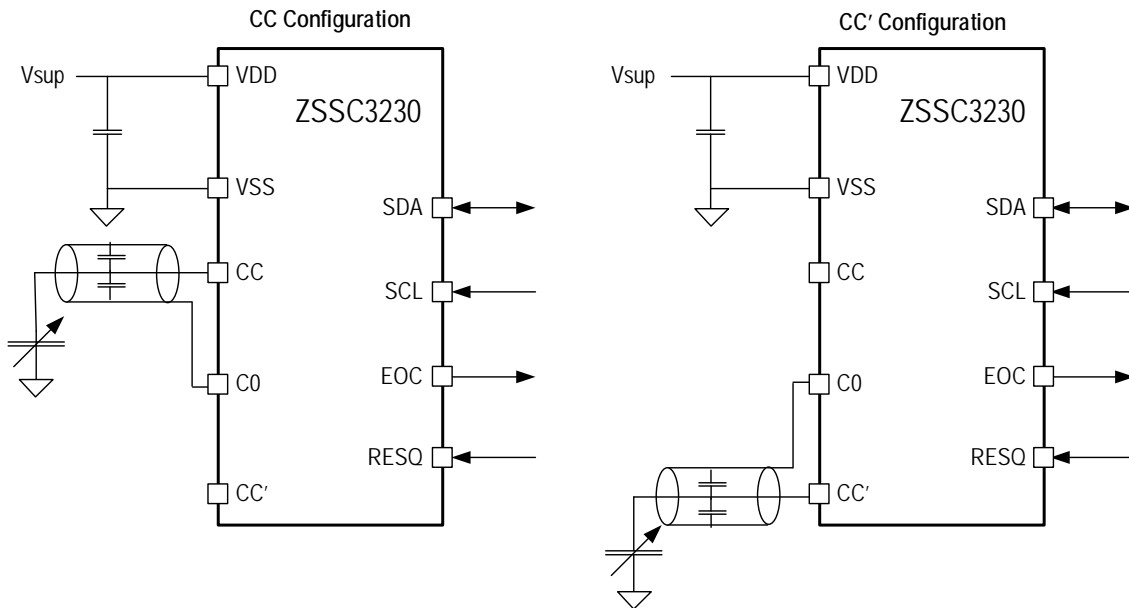 CC Configuration
Vsup
VDD
ZSSC3230
VSS
SDA
CC
SCL
C0
EOC
RESQ
CC′
CC′ Configuration
Vsup
VDD
ZSSC3230
VSS
SDA
CC
SCL
C0
EOC
RESQ
CC′